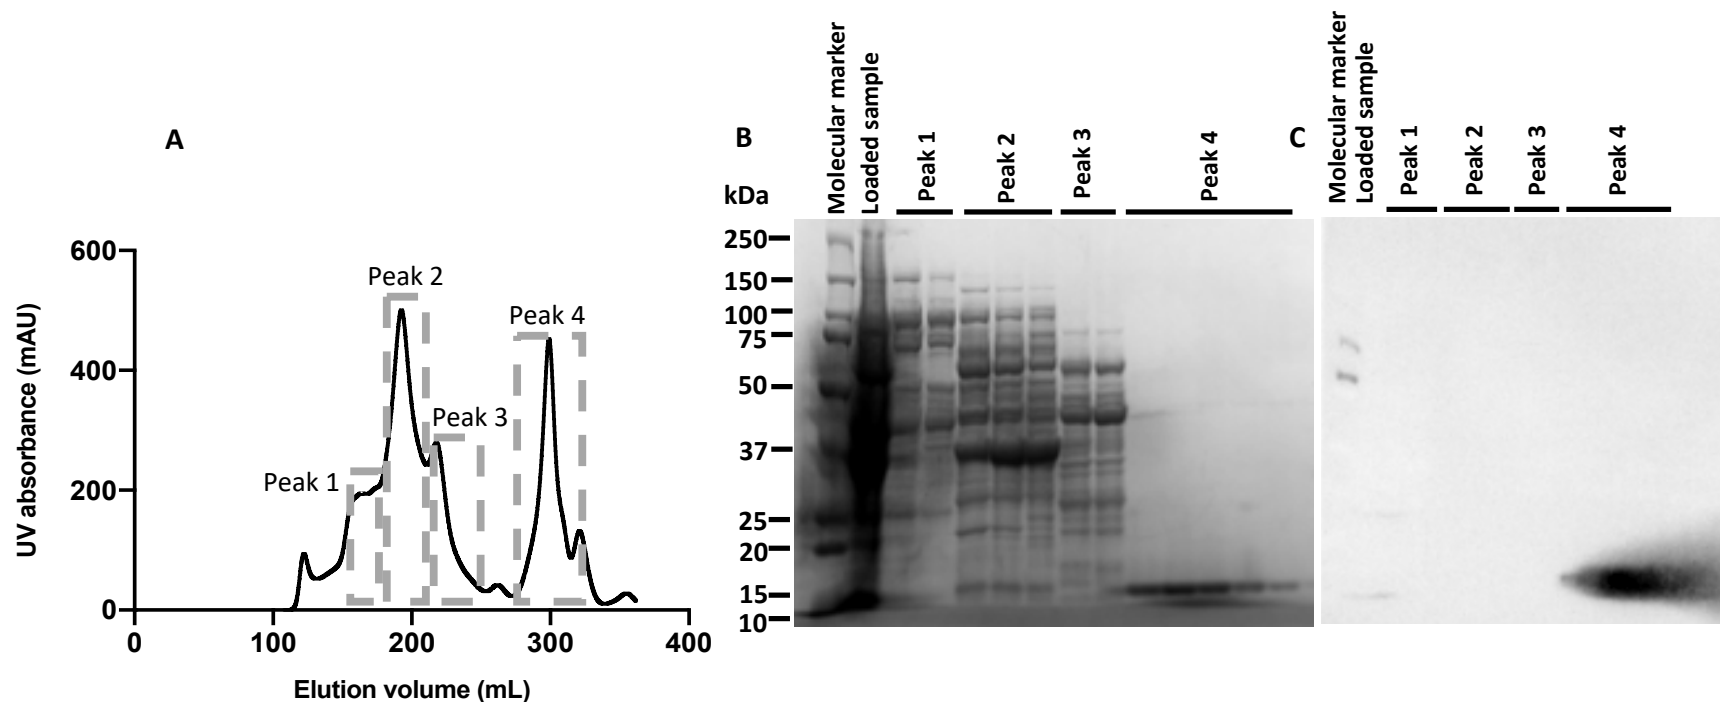 A
UV absorbance (mAU)
600
400
200
0
Peak 1
Peak 2
Peak 3
Peak 4
0
100
200
300
400
Elution volume (mL)
B
kDa
Molecular marker
Loaded sample
Peak 1
Peak 2
Peak 3
Peak 4
250
150
100
75
50
37
25
20
15
10
C
Molecular marker
Loaded sample
Peak 1
Peak 2
Peak 3
Peak 4